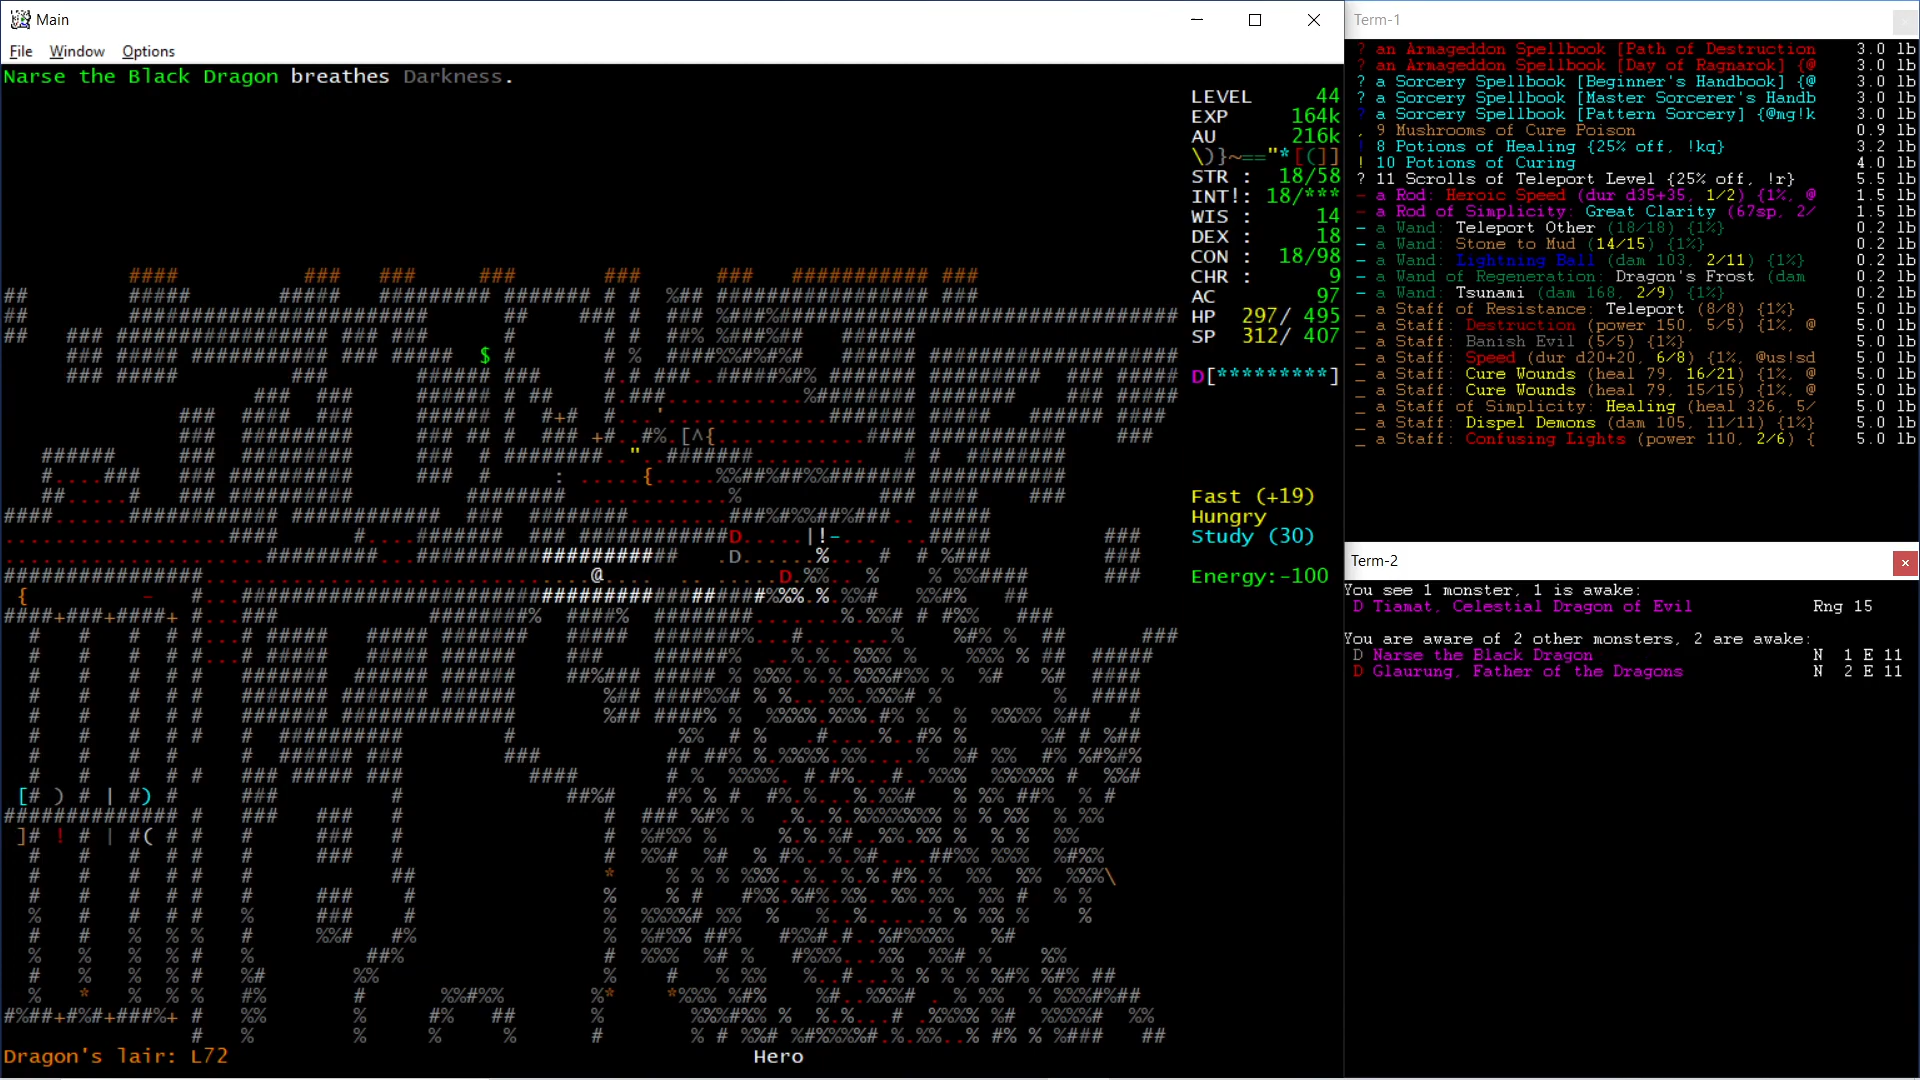 Main
File Window Options
Narse the Black Dragon breathes Darkness.
LEVEL 44
EXP 164k
AU 216k
\)}~=="*[(]]
STR : 18/58
INT!: 18/***
WIS : 14
DEX : 18
CON : 18/98
CHR : 9
AC 97
HP 297/ 495
SP 312/ 407
D[*********]
Fast (+19)
Hungry
Study (30)
Energy:-100
Dragon's lair: L72
Hero
Term-1
? an Armageddon Spellbook [Path of Destruction 3.0 lb
? an Armageddon Spellbook [Day of Ragnarok] {@ 3.0 lb
? a Sorcery Spellbook [Beginner's Handbook] {@ 3.0 lb
? a Sorcery Spellbook [Master Sorcerer's Handb 3.0 lb
? a Sorcery Spellbook [Pattern Sorcery] {@mg!k 3.0 lb
, 9 Mushrooms of Cure Poison 0.9 lb
! 8 Potions of Healing {25% off, !kq} 3.2 lb
! 10 Potions of Curing 4.0 lb
? 11 Scrolls of Teleport Level {25% off, !r} 5.5 lb
- a Rod: Heroic Speed (dur d35+35, 1/2) {1%, @ 1.5 lb
- a Rod of Simplicity: Great Clarity (67sp, 2/ 1.5 lb
- a Wand: Teleport Other (18/18) {1%} 0.2 lb
- a Wand: Stone to Mud (14/15) {1%} 0.2 lb
- a Wand: Lightning Ball (dam 103, 2/11) {1%} 0.2 lb
- a Wand of Regeneration: Dragon's Frost (dam 0.2 lb
- a Wand: Tsunami (dam 168, 2/9) {1%} 0.2 lb
_ a Staff of Resistance: Teleport (8/8) {1%} 5.0 lb
_ a Staff: Destruction (power 150, 5/5) {1%, @ 5.0 lb
_ a Staff: Banish Evil (5/5) {1%} 5.0 lb
_ a Staff: Speed (dur d20+20, 6/8) {1%, @us!sd 5.0 lb
_ a Staff: Cure Wounds (heal 79, 16/21) {1%, @ 5.0 lb
_ a Staff: Cure Wounds (heal 79, 15/15) {1%, @ 5.0 lb
_ a Staff of Simplicity: Healing (heal 326, 5/ 5.0 lb
_ a Staff: Dispel Demons (dam 105, 11/11) {1%} 5.0 lb
_ a Staff: Confusing Lights (power 110, 2/6) { 5.0 lb
Term-2
You see 1 monster, 1 is awake:
D Tiamat, Celestial Dragon of Evil Rng 15
You are aware of 2 other monsters, 2 are awake:
D Narse the Black Dragon N 1 E 11
D Glaurung, Father of the Dragons N 2 E 11